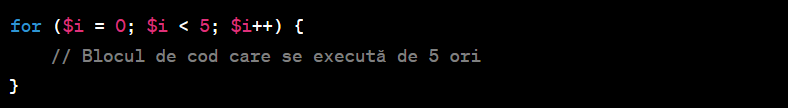 for ($i = 0; $i < 5; $i++) {
    // Blocul de cod care se execută de 5 ori
}